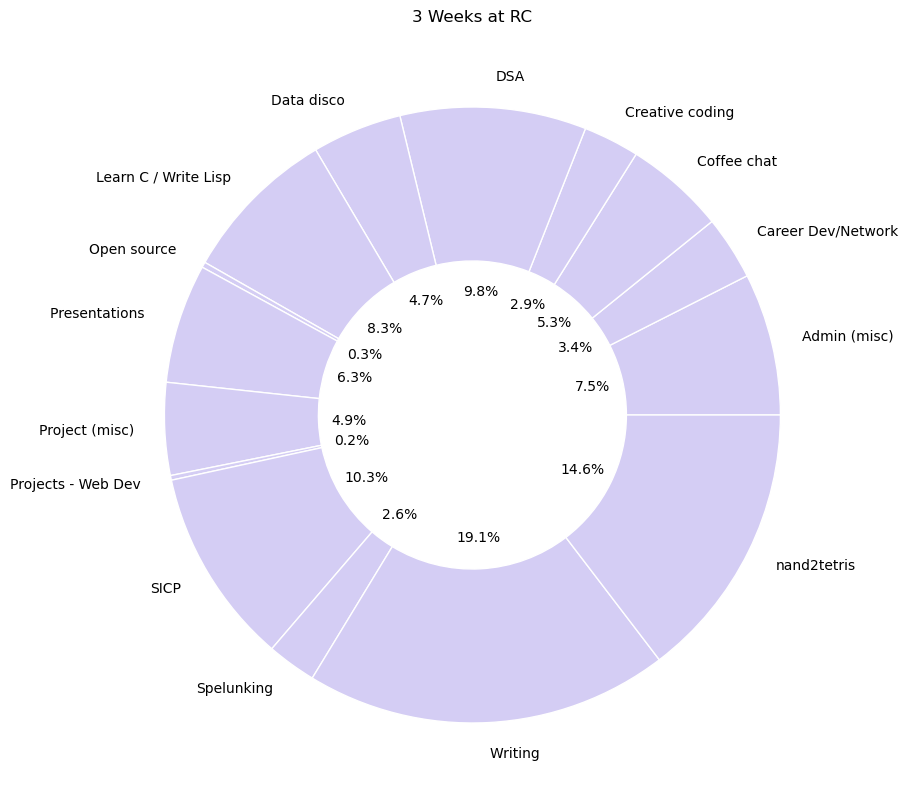 3 Weeks at RC
DSA
Data disco
Creative coding
Coffee chat
Learn C / Write Lisp
Career Dev/Network
Open source
Presentations
Admin (misc)
Project (misc)
Projects - Web Dev
nand2tetris
SICP
Spelunking
Writing
9.8%
4.7%
2.9%
5.3%
8.3%
3.4%
0.3%
6.3%
7.5%
4.9%
0.2%
14.6%
10.3%
2.6%
19.1%